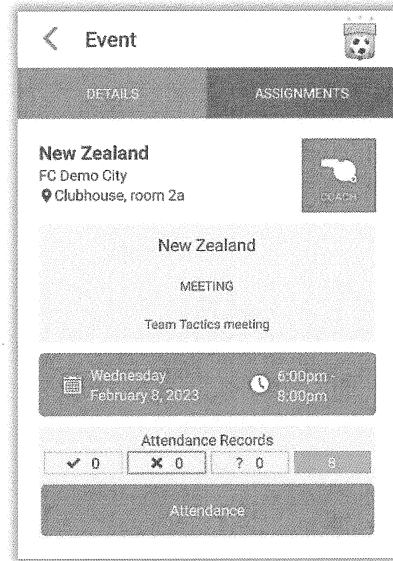 Event
DETAILS
ASSIGNMENTS
New Zealand
FC Demo City
Clubhouse, room 2a
COACH
New Zealand
MEETING
Team Tactics meeting
Wednesday
February 8, 2023
6:00pm -
8:00pm
Attendance Records
✔ 0
✖ 0
? 0
8
Attendance